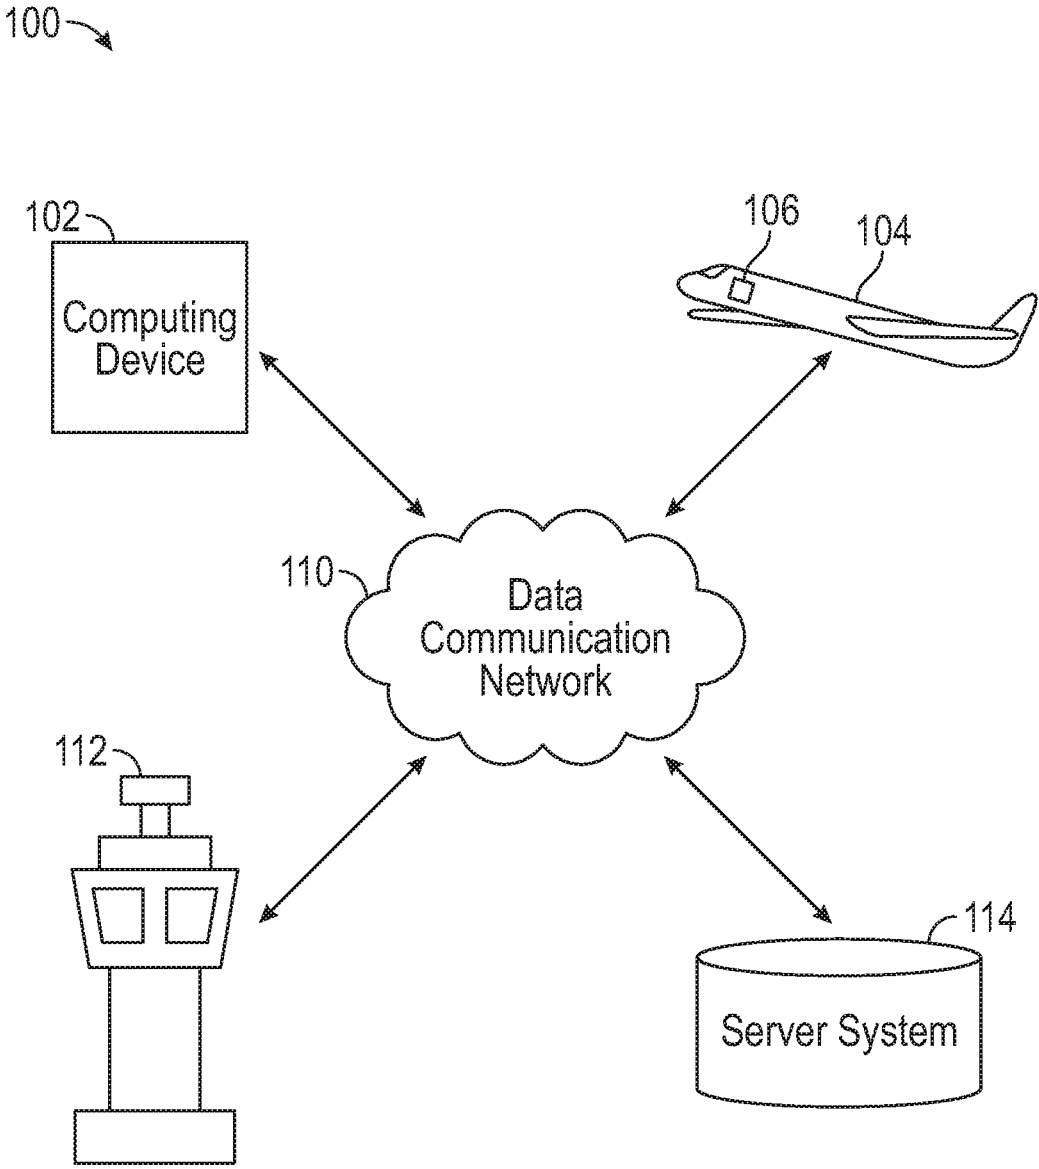 100
102
106
104
Computing
Device
110
Data
Communication
Network
112
114
Server System